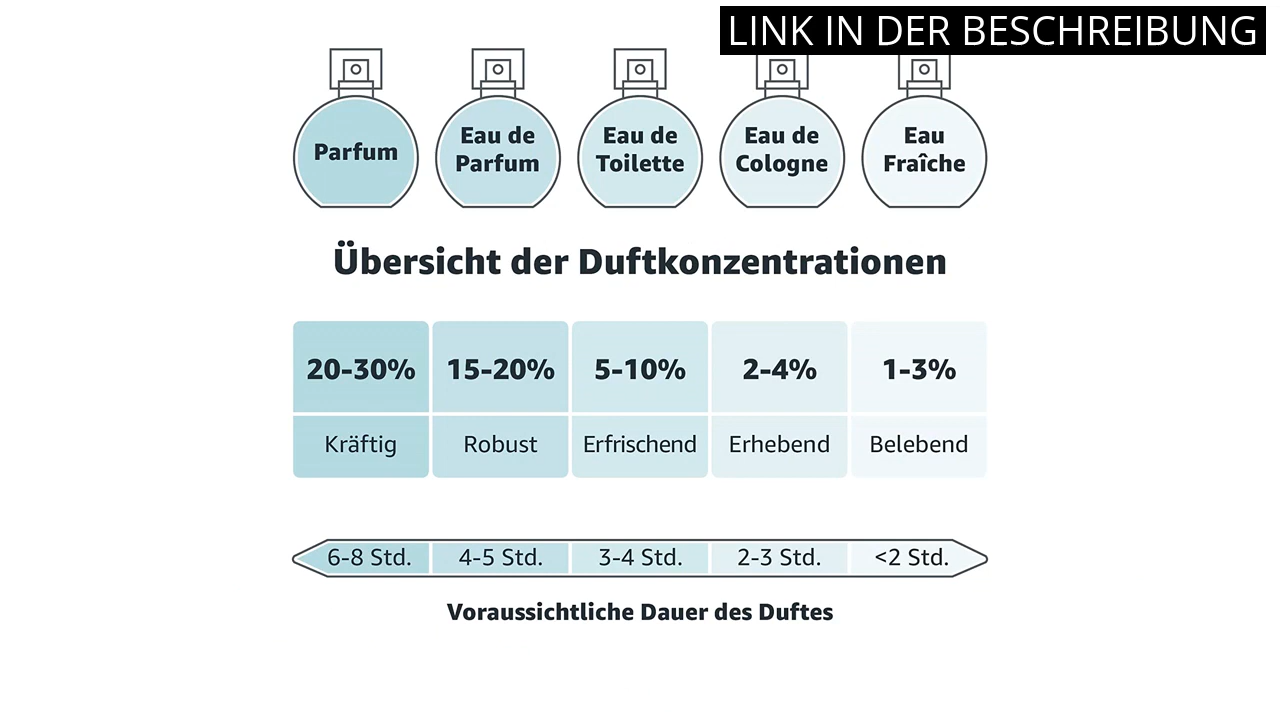 LINK IN DER BESCHREIBUNG
Parfum
Eau de
Parfum
Eau de
Toilette
Eau de
Cologne
Eau
Fraîche
Übersicht der Duftkonzentrationen
20-30% 15-20% 5-10% 2-4% 1-3%
Kräftig Robust Erfrischend Erhebend Belebend
6-8 Std. 4-5 Std. 3-4 Std. 2-3 Std. <2 Std.
Voraussichtliche Dauer des Duftes